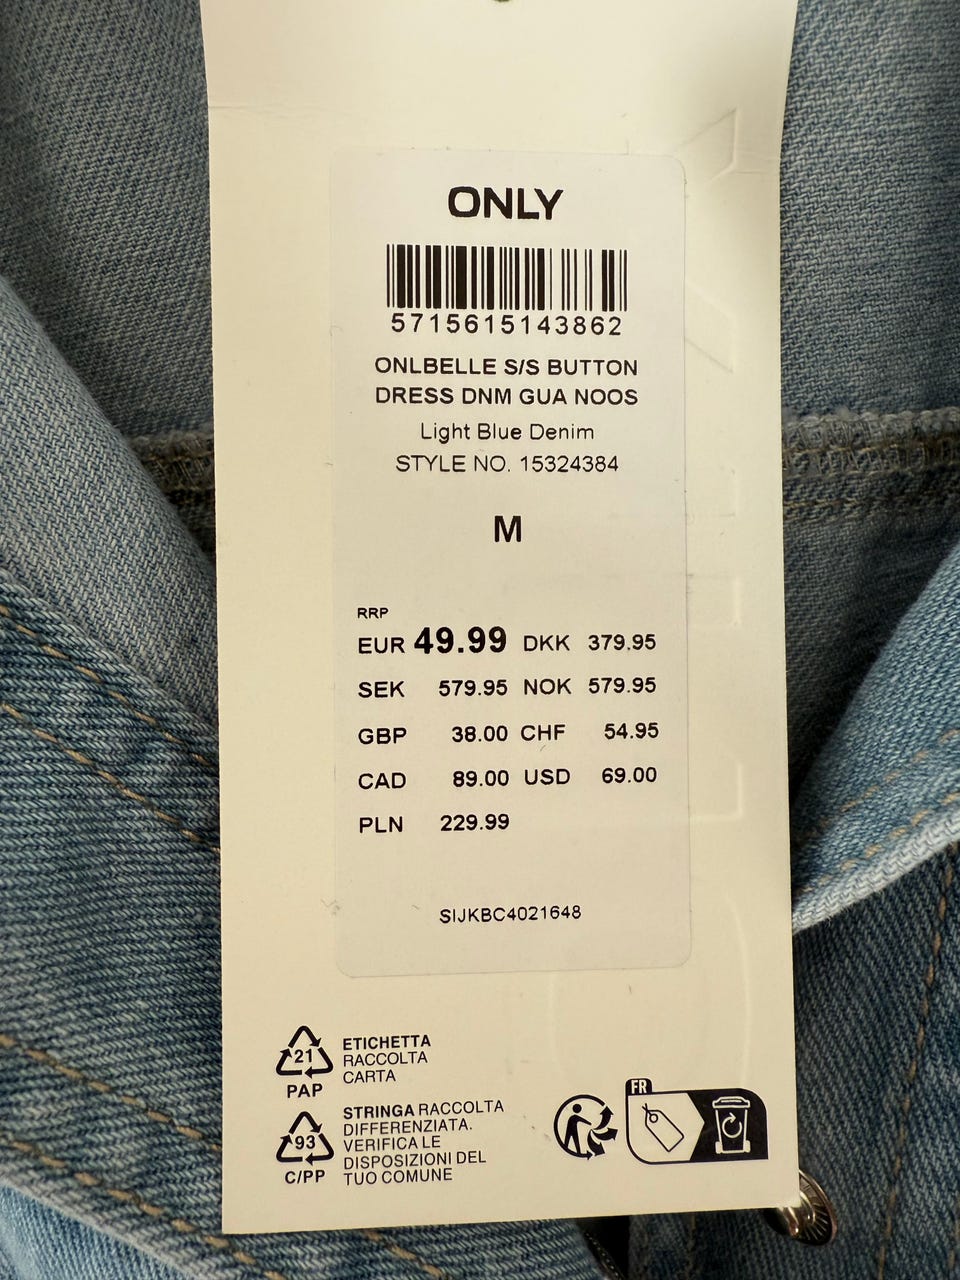 ONLY
5715615143862
ONLBELLE S/S BUTTON
DRESS DNM GUA NOOS
Light Blue Denim
STYLE NO. 15324384
M
RRP
EUR 49.99 DKK 379.95
SEK 579.95 NOK 579.95
GBP 38.00 CHF 54.95
CAD 89.00 USD 69.00
PLN 229.99
SIJKBC4021648
21
PAP
ETICHETTA
RACCOLTA
CARTA
93
C/PP
STRINGA RACCOLTA
DIFFERENZIATA.
VERIFICA LE
DISPOSIZIONI DEL
TUO COMUNE
FR